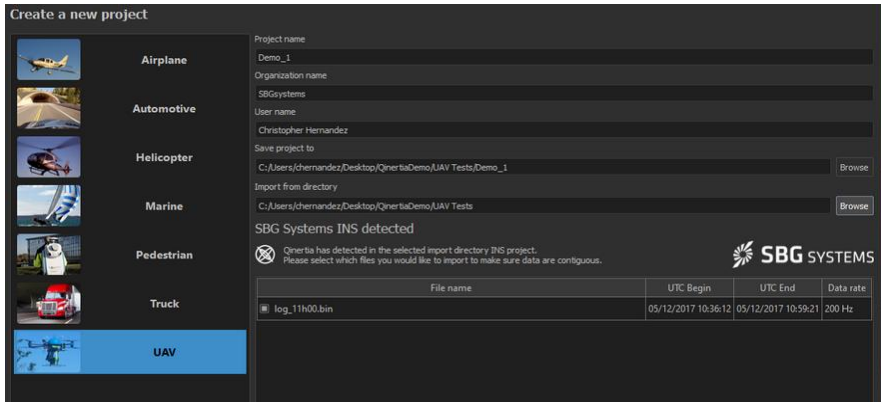 Create a new project
Airplane
Automotive
Helicopter
Marine
Pedestrian
Truck
UAV
Project name
Demo_1
Organization name
SBGsystems
User name
Christopher Hernandez
Save project to
C:/Users/chernandez/Desktop/QinertiaDemo/UAV Tests/Demo_1
Browse
Import from directory
C:/Users/chernandez/Desktop/QinertiaDemo/UAV Tests
Browse
SBG Systems INS detected
Qinertia has detected in the selected import directory INS project.
Please select which files you would like to import to make sure data are contiguous.
SBG SYSTEMS
File name UTC Begin UTC End Data rate
log_11h00.bin 05/12/2017 10:36:12 05/12/2017 10:59:21 200 Hz